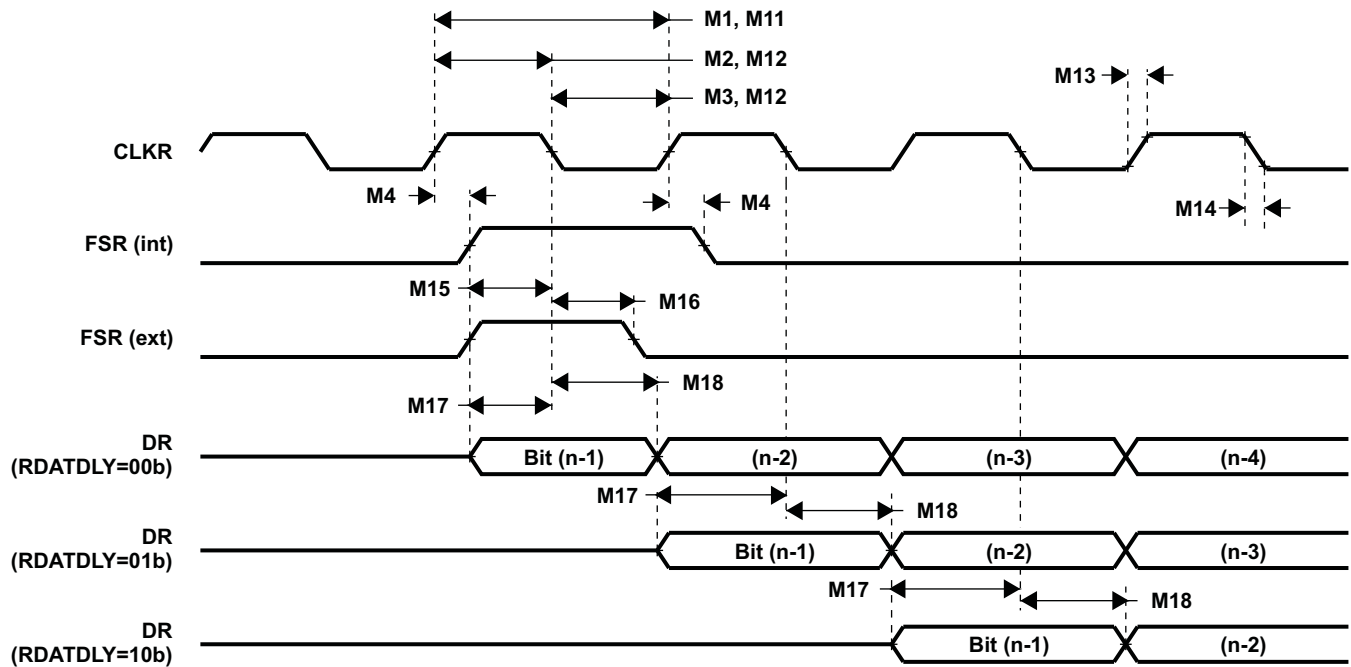 M1, M11
M2, M12
M3, M12
M13
CLKR
M4
M4
M14
FSR (int)
M15
M16
FSR (ext)
M18
M17
DR
(RDATDLY=00b)
Bit (n-1)
(n-2)
(n-3)
(n-4)
M17
M18
DR
(RDATDLY=01b)
Bit (n-1)
(n-2)
(n-3)
M17
M18
DR
(RDATDLY=10b)
Bit (n-1)
(n-2)